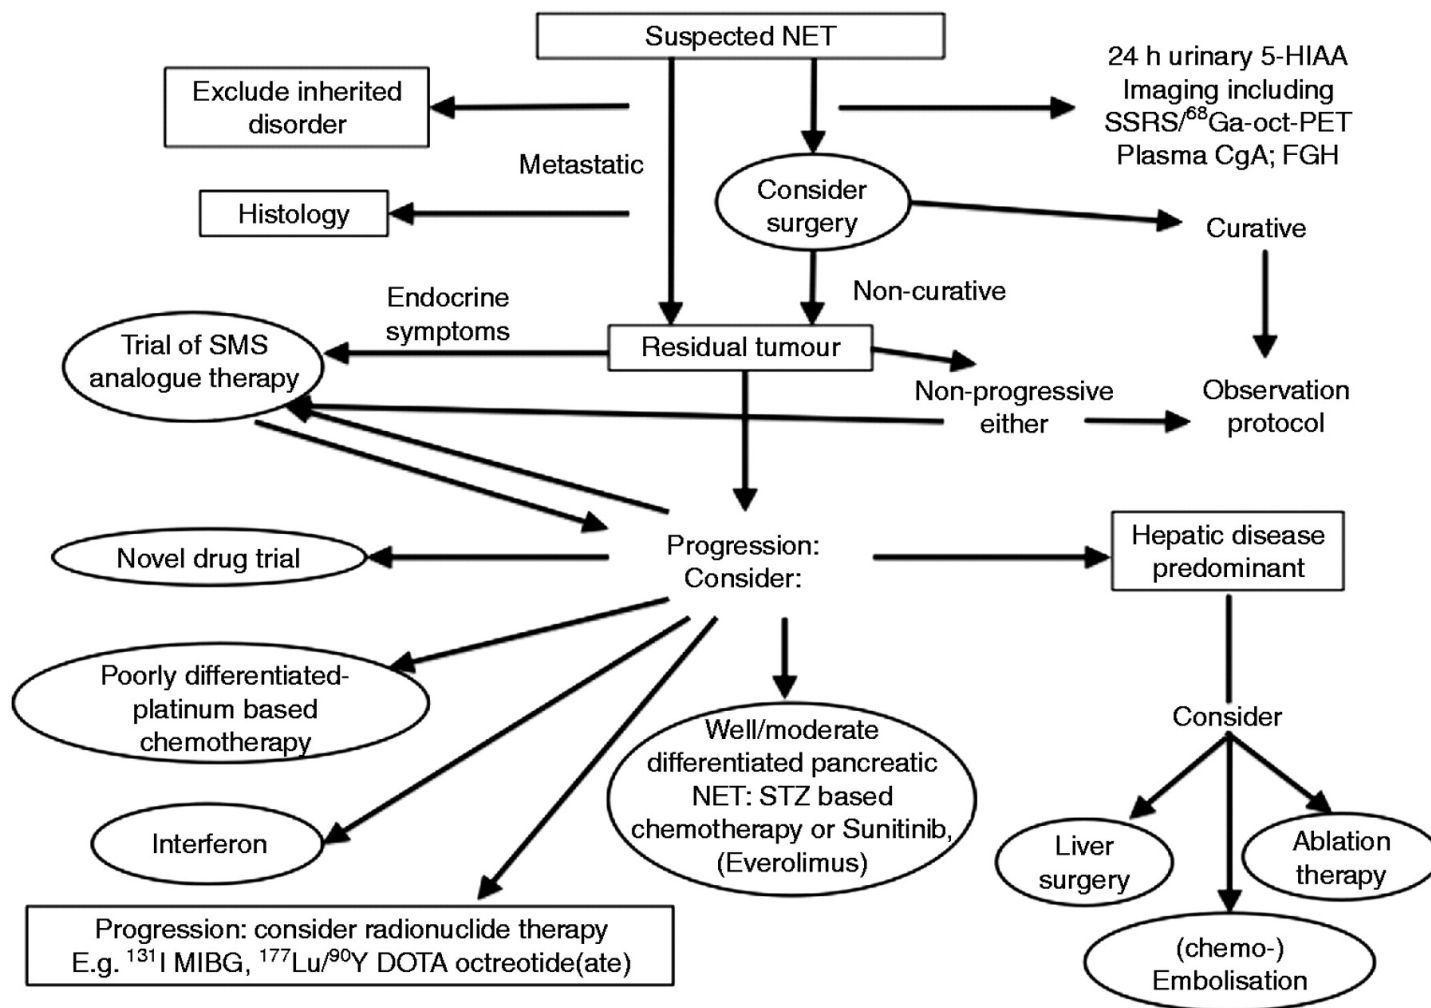 Suspected NET
24 h urinary 5-HIAA
Imaging including
SSRS/⁶⁸Ga-oct-PET
Plasma CgA; FGH
Exclude inherited
disorder
Metastatic
Consider
surgery
Histology
Curative
Non-curative
Endocrine
symptoms
Trial of SMS
analogue therapy
Residual tumour
Non-progressive
either
Observation
protocol
Novel drug trial
Progression:
Consider:
Hepatic disease
predominant
Poorly differentiated-
platinum based
chemotherapy
Well/moderate
differentiated pancreatic
NET: STZ based
chemotherapy or Sunitinib,
(Everolimus)
Consider
Interferon
Liver
surgery
Ablation
therapy
Progression: consider radionuclide therapy
E.g. ¹³¹I MIBG, ¹⁷⁷Lu/⁹⁰Y DOTA octreotide(ate)
(chemo-)
Embolisation